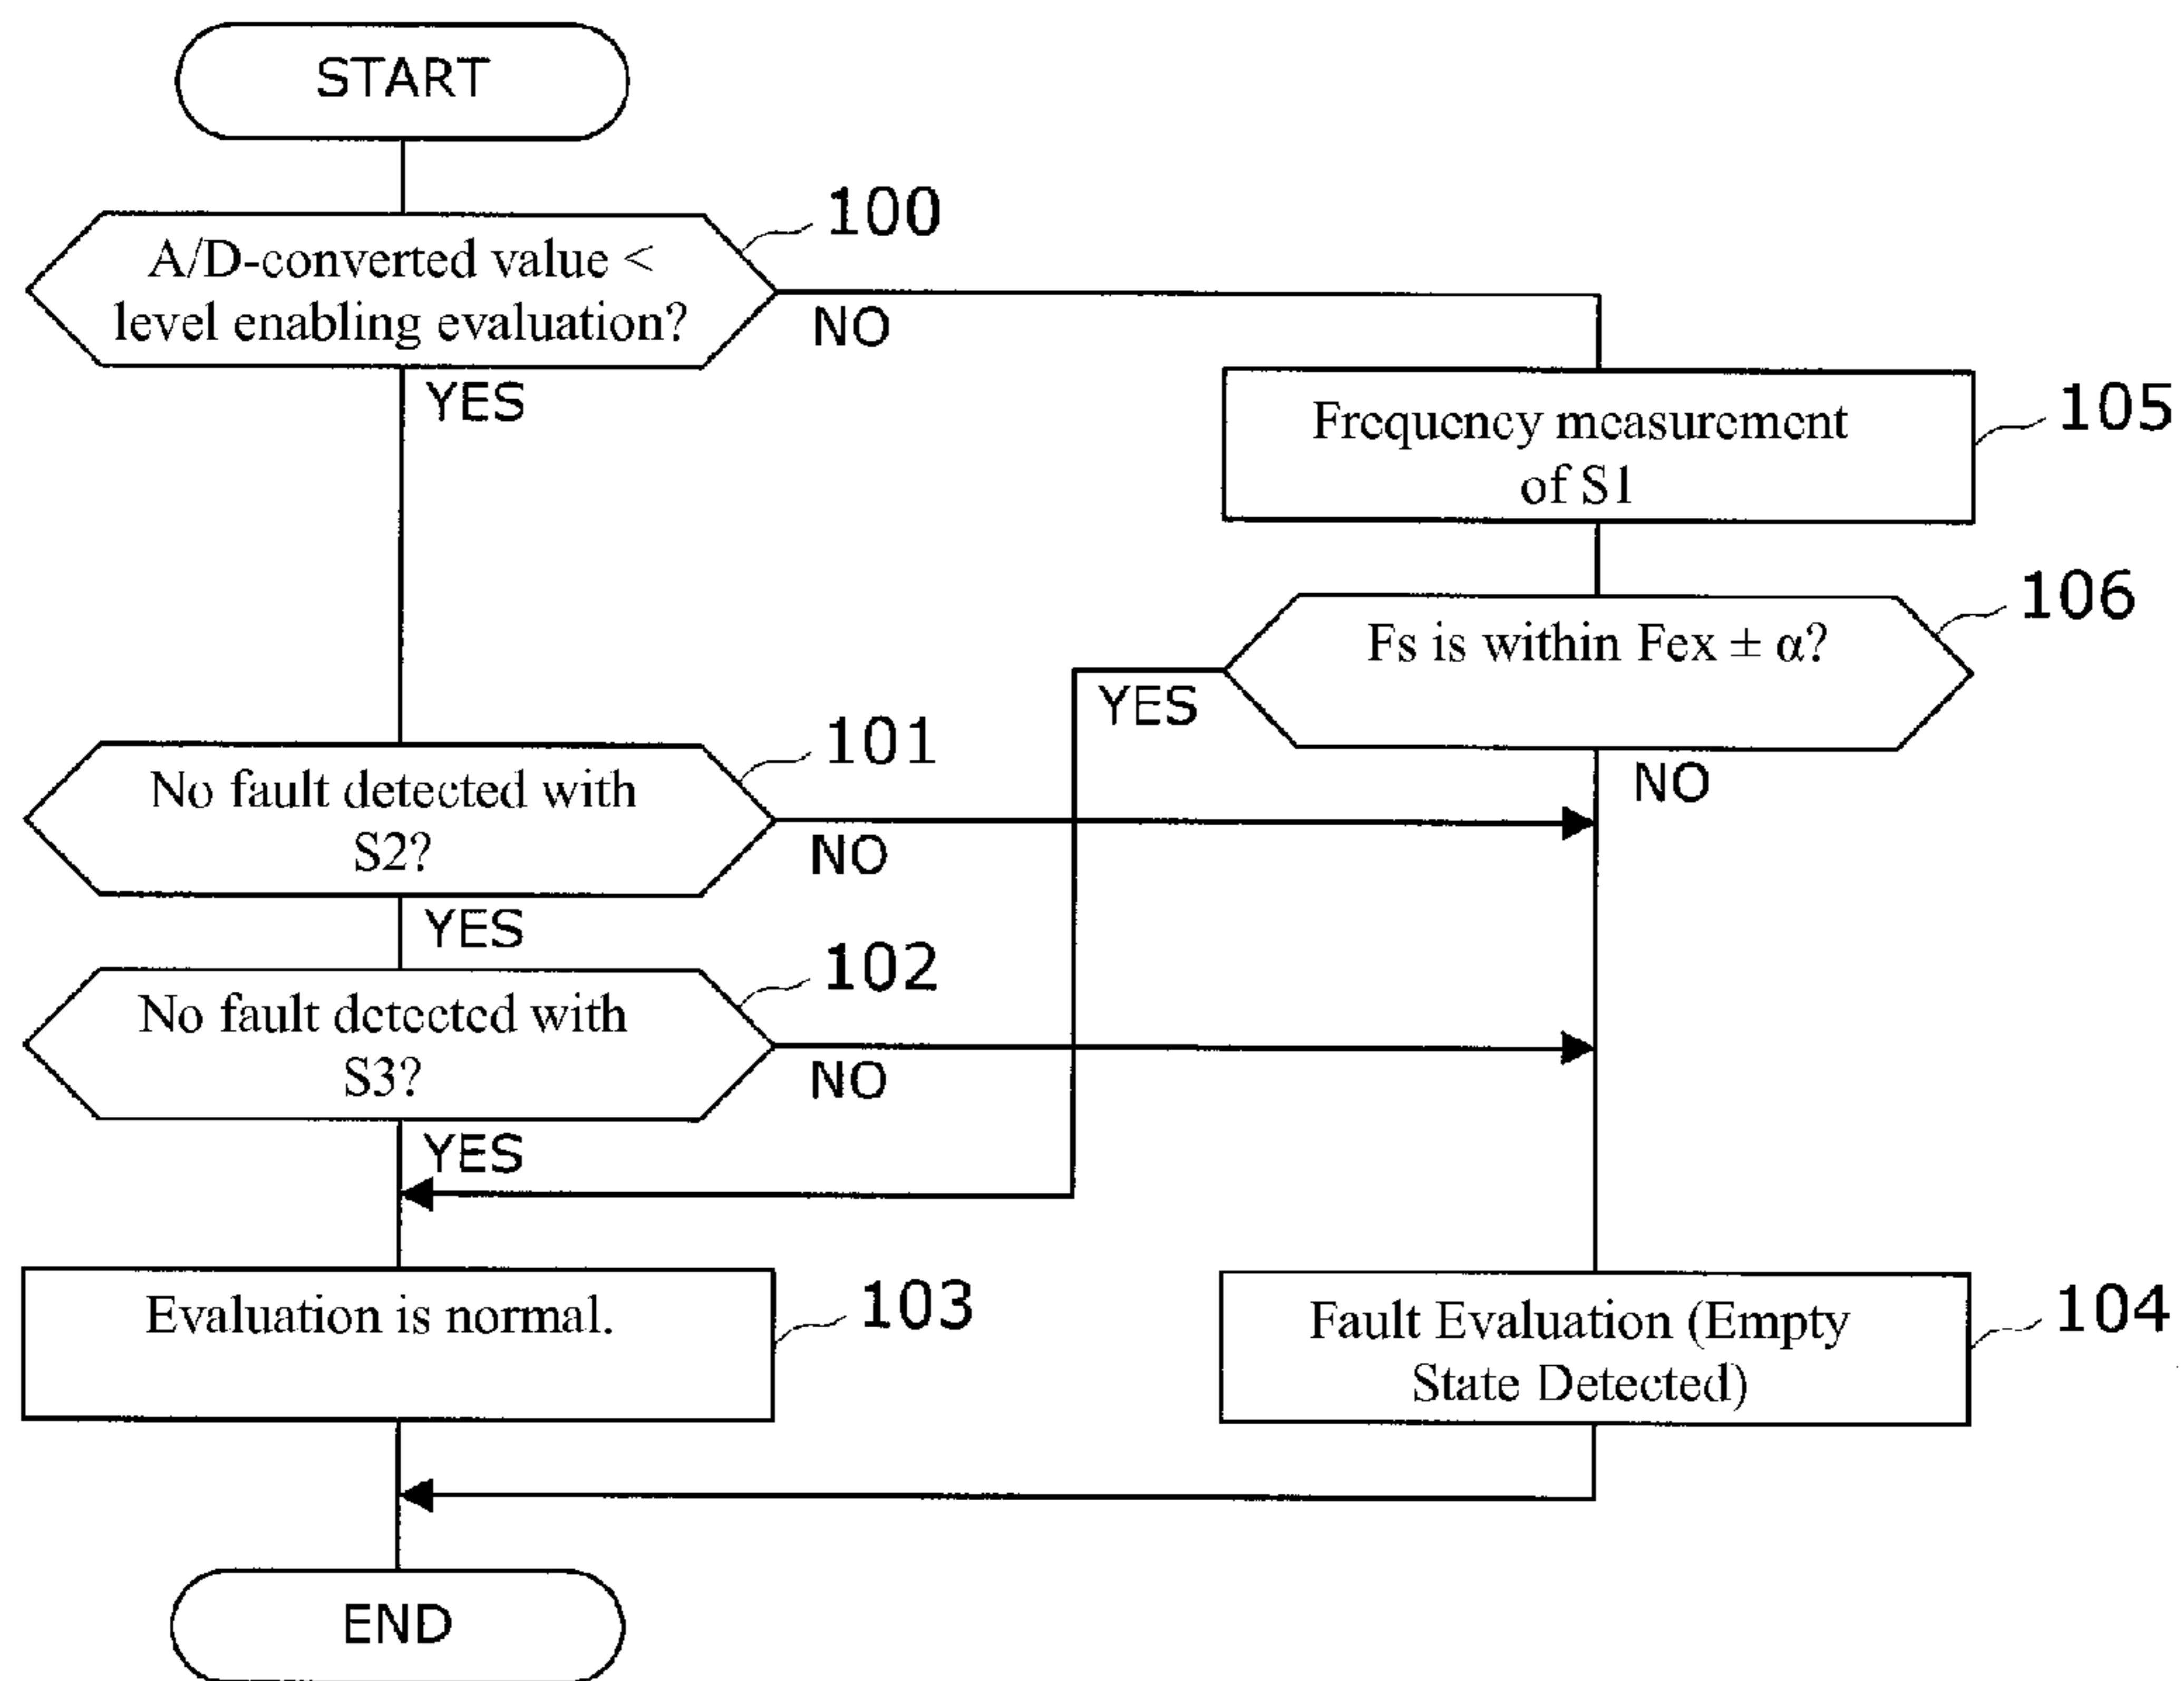 START
100
A/D-converted value <
level enabling evaluation?
NO
YES
Frequency measurement
of S1
105
106
Fs is within Fex ± α?
YES
NO
101
No fault detected with
S2?
NO
YES
102
No fault detected with
S3?
NO
YES
Evaluation is normal.
103
Fault Evaluation (Empty
State Detected)
104
END